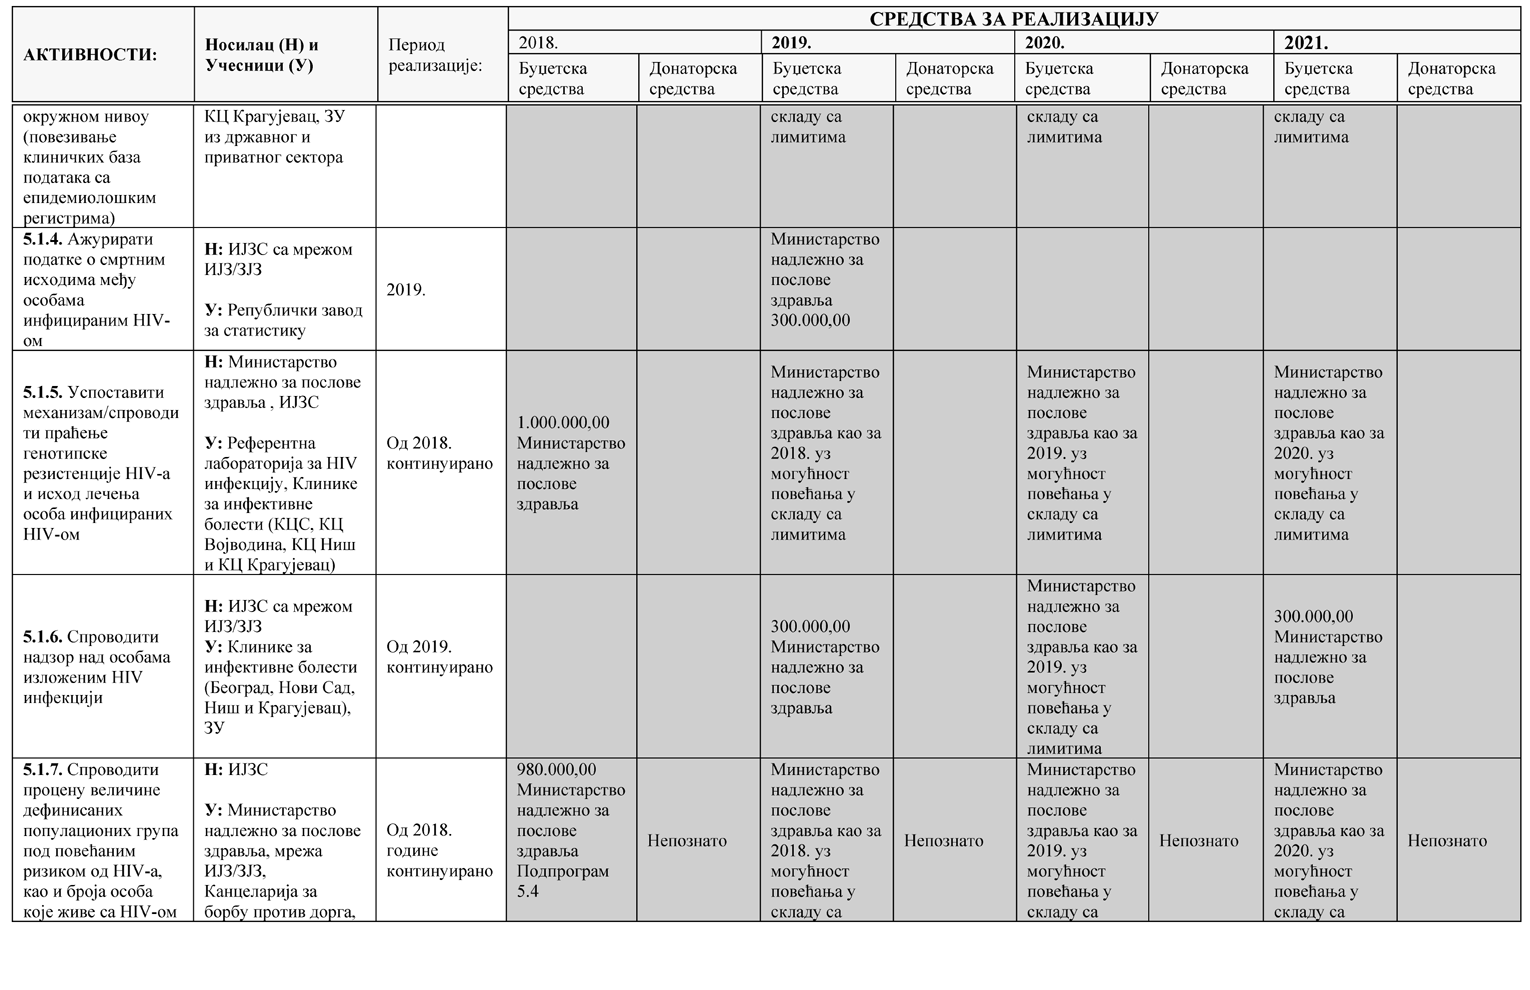 АКТИВНОСТИ:
Носилац (Н) и
Учесници (У)
Период
реализације:
СРЕДСТВА ЗА РЕАЛИЗАЦИЈУ
2018.
2019.
2020.
2021.
Буџетска
средства
Донаторска
средства
Буџетска
средства
Донаторска
средства
Буџетска
средства
Донаторска
средства
Буџетска
средства
Донаторска
средства
окружном нивоу
(повезивање
клиничких база
података са
епидемиолошким
регистрима)
КЦ Крагујевац, ЗУ
из државног и
приватног сектора
складу са
лимитима
складу са
лимитима
складу са
лимитима
5.1.4. Ажурирати
податке о смртним
исходима међу
особама
инфицираним HIV-
ом
Н: ИЈЗС са мрежом
ИЈЗ/ЗЈЗ
У: Републички завод
за статистику
2019.
Министарство
надлежно за
послове
здравља
300.000,00
5.1.5. Успоставити
механизам/спроводи
ти праћење
генотипске
резистенције HIV-а
и исход лечења
особа инфицираних
HIV-ом
Н: Министарство
надлежно за послове
здравља , ИЈЗС
У: Референтна
лабораторија за HIV
инфекцију, Клинике
за инфективне
болести (КЦС, КЦ
Војводина, КЦ Ниш
и КЦ Крагујевац)
Од 2018.
континуирано
1.000.000,00
Министарство
надлежно за
послове
здравља
Министарство
надлежно за
послове
здравља као за
2018. уз
могућност
повећања у
складу са
лимитима
Министарство
надлежно за
послове
здравља као за
2019. уз
могућност
повећања у
складу са
лимитима
Министарство
надлежно за
послове
здравља као за
2020. уз
могућност
повећања у
складу са
лимитима
5.1.6. Спроводити
надзор над особама
изложеним HIV
инфекцији
Н: ИЈЗС са мрежом
ИЈЗ/ЗЈЗ
У: Клинике за
инфективне болести
(Београд, Нови Сад,
Ниш и Крагујевац),
ЗУ
Од 2019.
континуирано
300.000,00
Министарство
надлежно за
послове
здравља
Министарство
надлежно за
послове
здравља као за
2019. уз
могућност
повећања у
складу са
лимитима
300.000,00
Министарство
надлежно за
послове
здравља
5.1.7. Спроводити
процену величине
дефинисаних
популационих група
под повећаним
ризиком од HIV-а,
као и броја особа
које живе са HIV-ом
Н: ИЈЗС
У: Министарство
надлежно за послове
здравља, мрежа
ИЈЗ/ЗЈЗ,
Канцеларија за
борбу против дорга,
Од 2018.
године
континуирано
980.000,00
Министарство
надлежно за
послове
здравља
Подпрограм
5.4
Непознато
Министарство
надлежно за
послове
здравља као за
2018. уз
могућност
повећања у
складу са
Непознато
Министарство
надлежно за
послове
здравља као за
2019. уз
могућност
повећања у
складу са
Непознато
Министарство
надлежно за
послове
здравља као за
2020. уз
могућност
повећања у
складу са
Непознато